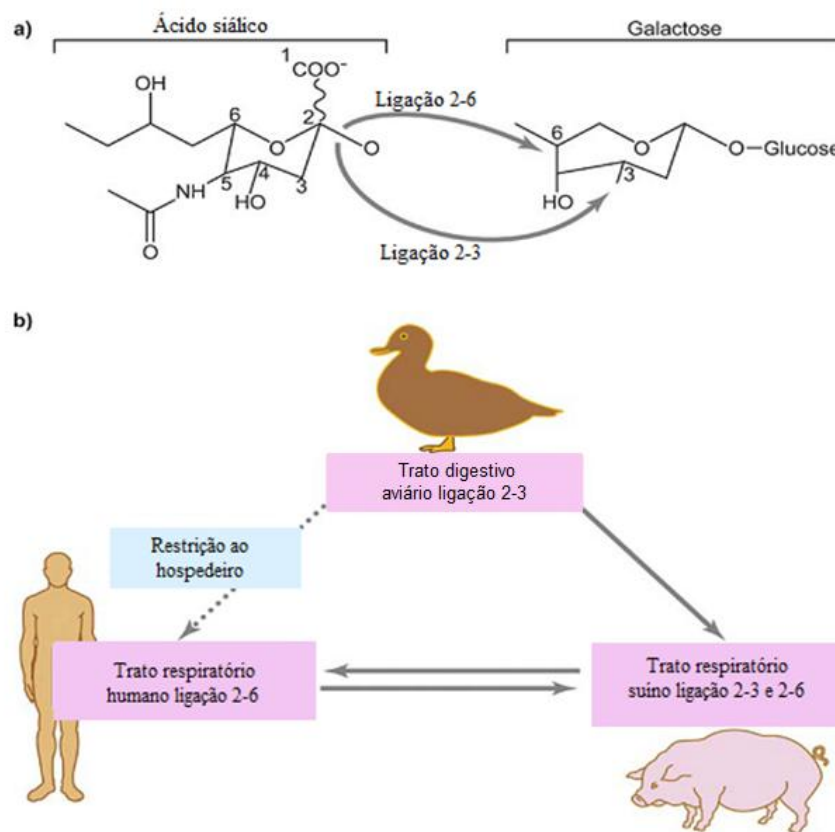 a)
Ácido siálico
Galactose
1
COO⁻
OH
6
2
Ligação 2-6
6
O
O
O
O
Glucose
NH
5
4
3
HO
HO
3
O
Ligação 2-3
b)
Trato digestivo
aviário ligação 2-3
Restrição ao
hospedeiro
Trato respiratório
humano ligação 2-6
Trato respiratório
suíno ligação 2-3 e 2-6